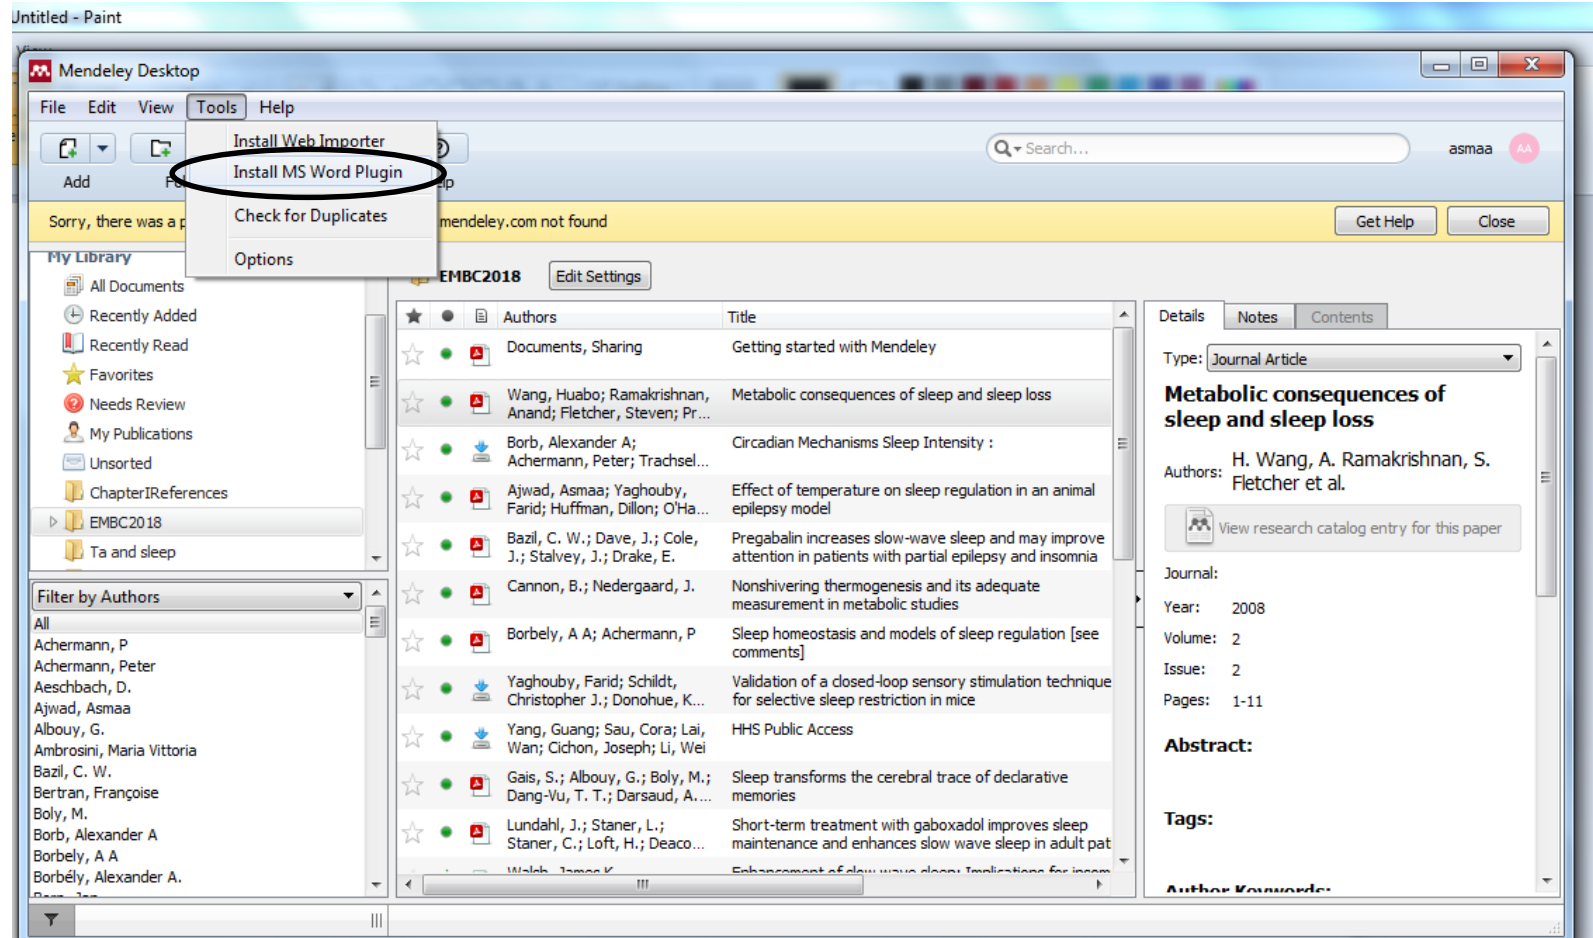 Untitled - Paint
View
Mendeley Desktop
File Edit View Tools Help
Install Web Importer
Install MS Word Plugin
Check for Duplicates
Options
Search...
asmaa AA
Add
Sorry, there was a p
mendeley.com not found
Get Help Close
My Library
All Documents
Recently Added
Recently Read
Favorites
Needs Review
My Publications
Unsorted
ChapterIReferences
EMBC2018
Ta and sleep
Filter by Authors
All
Achermann, P
Achermann, Peter
Aeschbach, D.
Ajwad, Asmaa
Albouy, G.
Ambrosini, Maria Vittoria
Bazil, C. W.
Bertran, Françoise
Boly, M.
Borb, Alexander A
Borbely, A A
Borbély, Alexander A.
EMBC2018 Edit Settings
Authors Title
Documents, Sharing Getting started with Mendeley
Wang, Huabo; Ramakrishnan, Metabolic consequences of sleep and sleep loss
Anand; Fletcher, Steven; Pr...
Borb, Alexander A; Circadian Mechanisms Sleep Intensity :
Achermann, Peter; Trachsel...
Ajwad, Asmaa; Yaghouby, Effect of temperature on sleep regulation in an animal
Farid; Huffman, Dillon; O'Ha... epilepsy model
Bazil, C. W.; Dave, J.; Cole, Pregabalin increases slow-wave sleep and may improve
J.; Stalvey, J.; Drake, E. attention in patients with partial epilepsy and insomnia
Cannon, B.; Nedergaard, J. Nonshivering thermogenesis and its adequate
measurement in metabolic studies
Borbely, A A; Achermann, P Sleep homeostasis and models of sleep regulation [see
comments]
Yaghouby, Farid; Schildt, Validation of a closed-loop sensory stimulation technique
Christopher J.; Donohue, K... for selective sleep restriction in mice
Yang, Guang; Sau, Cora; Lai, HHS Public Access
Wan; Cichon, Joseph; Li, Wei
Gais, S.; Albouy, G.; Boly, M.; Sleep transforms the cerebral trace of declarative
Dang-Vu, T. T.; Darsaud, A.... memories
Lundahl, J.; Staner, L.; Short-term treatment with gaboxadol improves sleep
Staner, C.; Loft, H.; Deaco... maintenance and enhances slow wave sleep in adult pat
Walsh, James K Enhancement of slow wave sleep: Implications for insom
Details Notes Contents
Type: Journal Article
Metabolic consequences of
sleep and sleep loss
Authors: H. Wang, A. Ramakrishnan, S.
Fletcher et al.
View research catalog entry for this paper
Journal:
Year: 2008
Volume: 2
Issue: 2
Pages: 1-11
Abstract:
Tags:
Author Keywords: